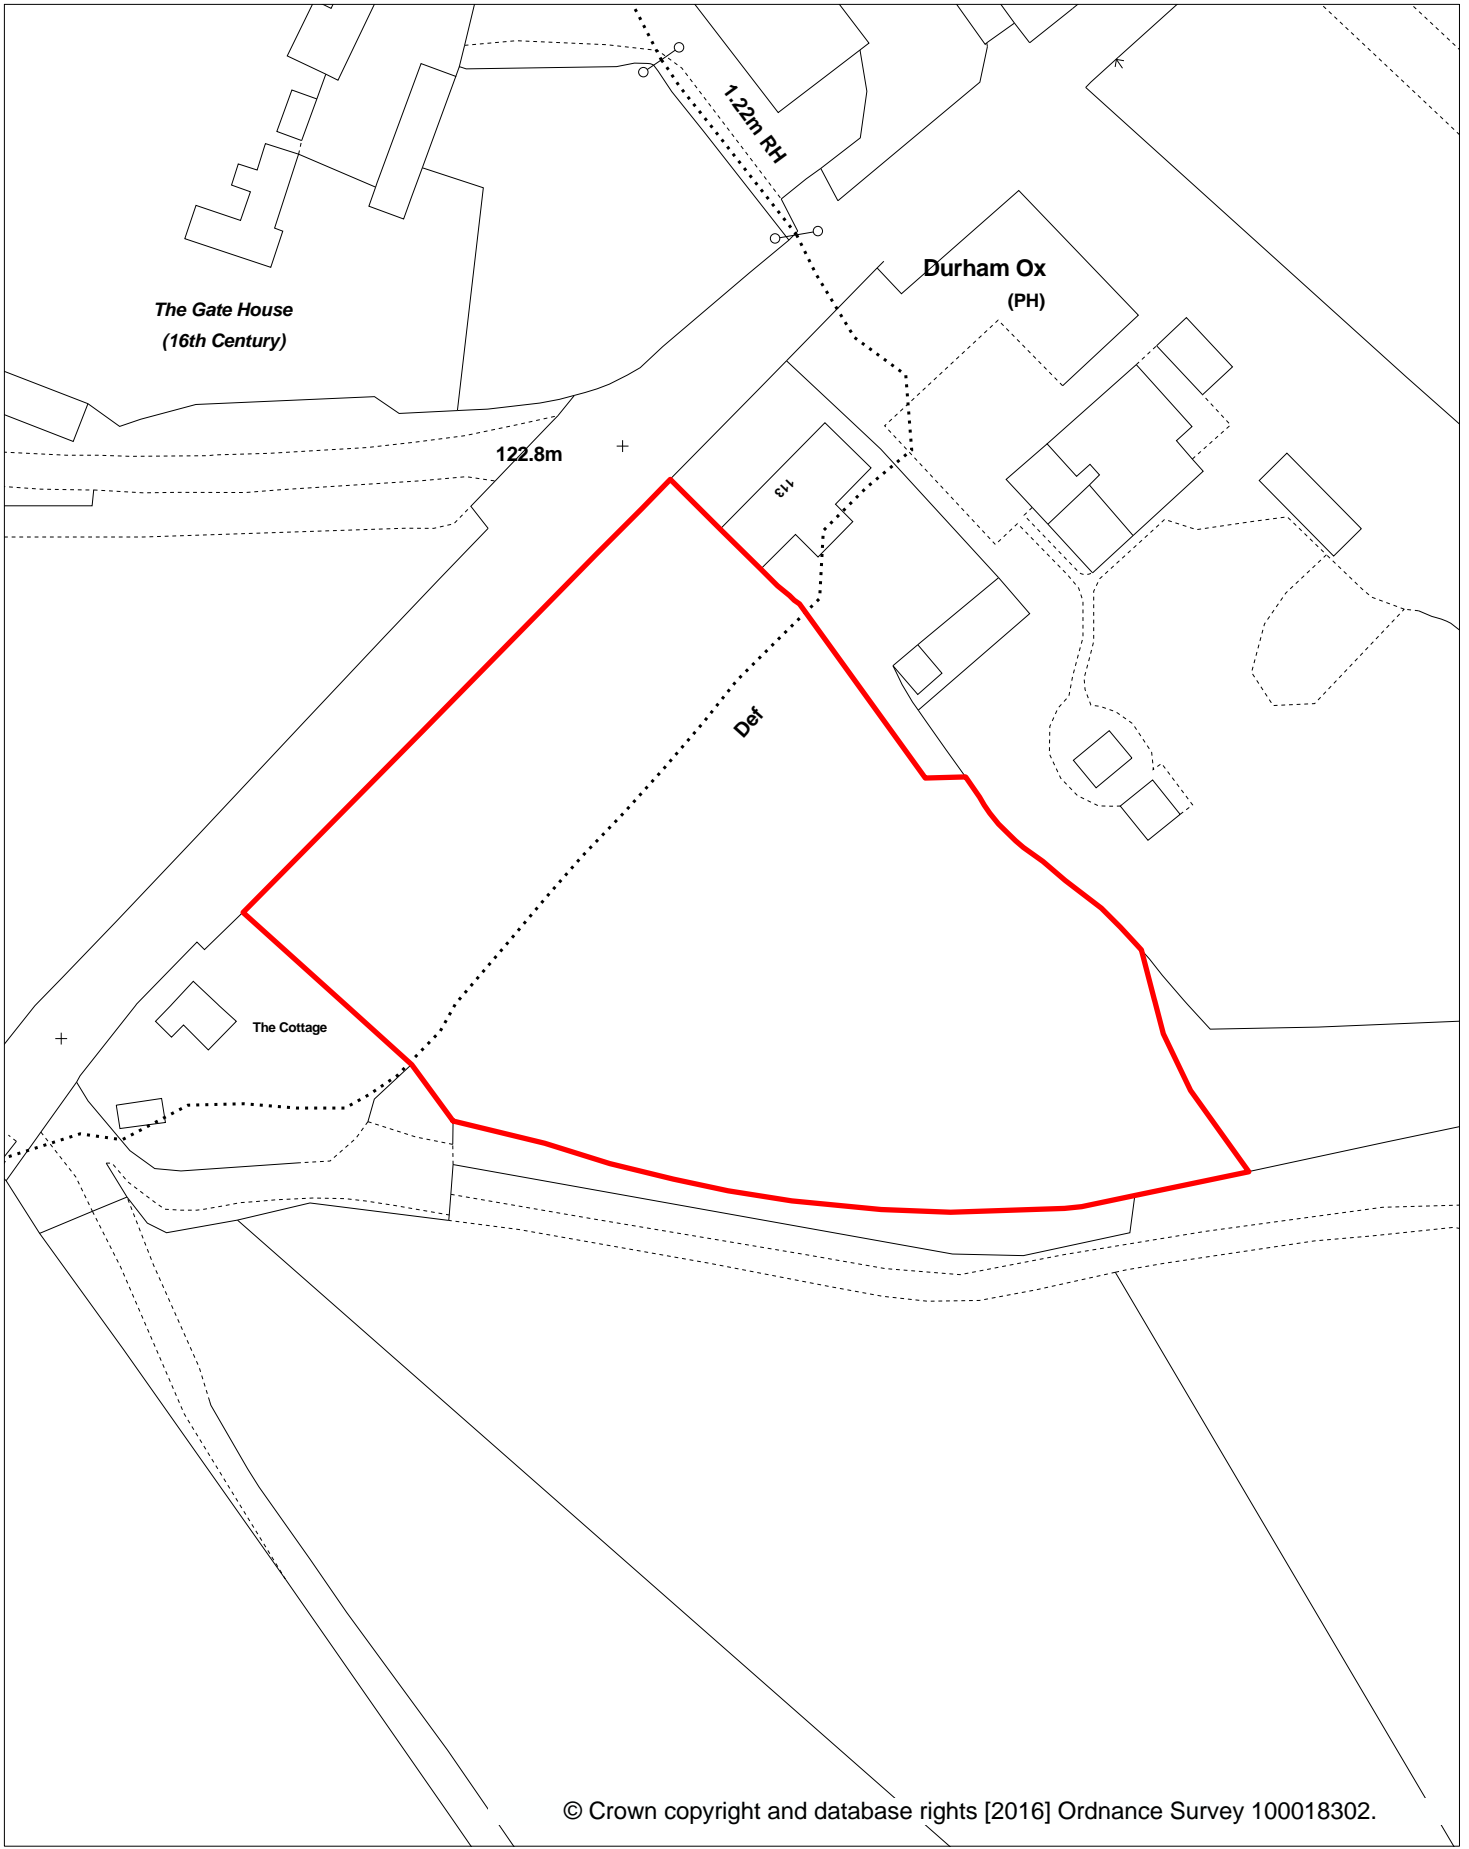 1.22m RH
Durham Ox
(PH)
The Gate House
(16th Century)
122.8m
113
Def
The Cottage
© Crown copyright and database rights [2016] Ordnance Survey 100018302.